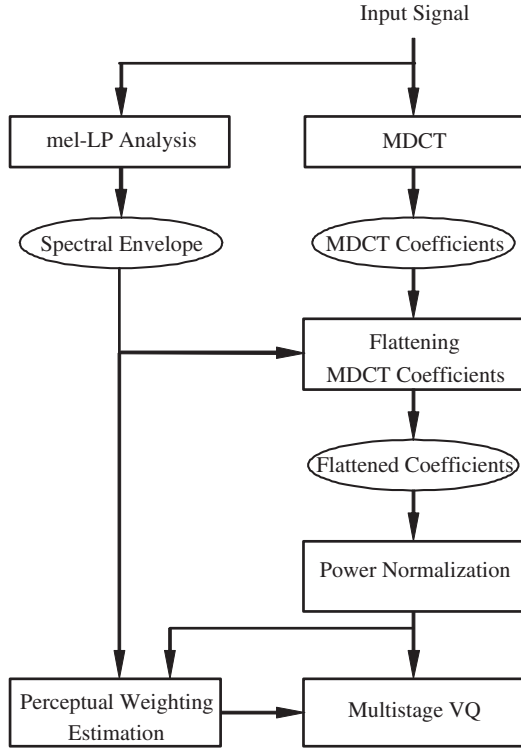 Input Signal
mel-LP Analysis
MDCT
Spectral Envelope
MDCT Coefficients
Flattening
MDCT Coefficients
Flattened Coefficients
Power Normalization
Perceptual Weighting
Estimation
Multistage VQ